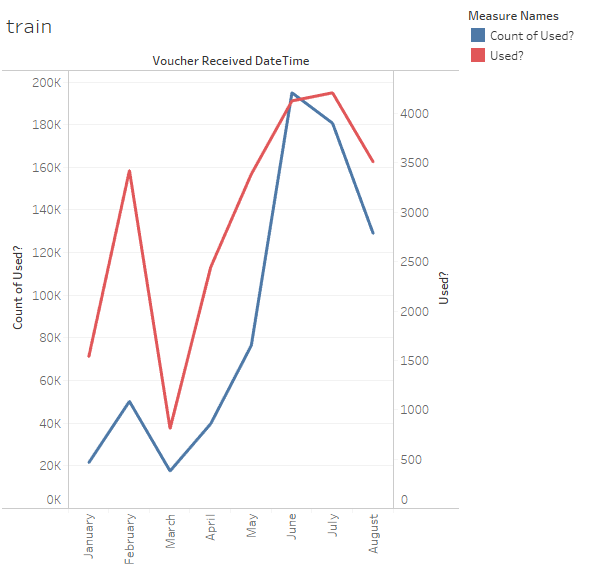 train
Measure Names
Count of Used?
Used?
Voucher Received DateTime
Count of Used?
200K
180K
160K
140K
120K
100K
80K
60K
40K
20K
0K
4000
3500
3000
2500
2000
1500
1000
500
0
Used?
January
February
March
April
May
June
July
August